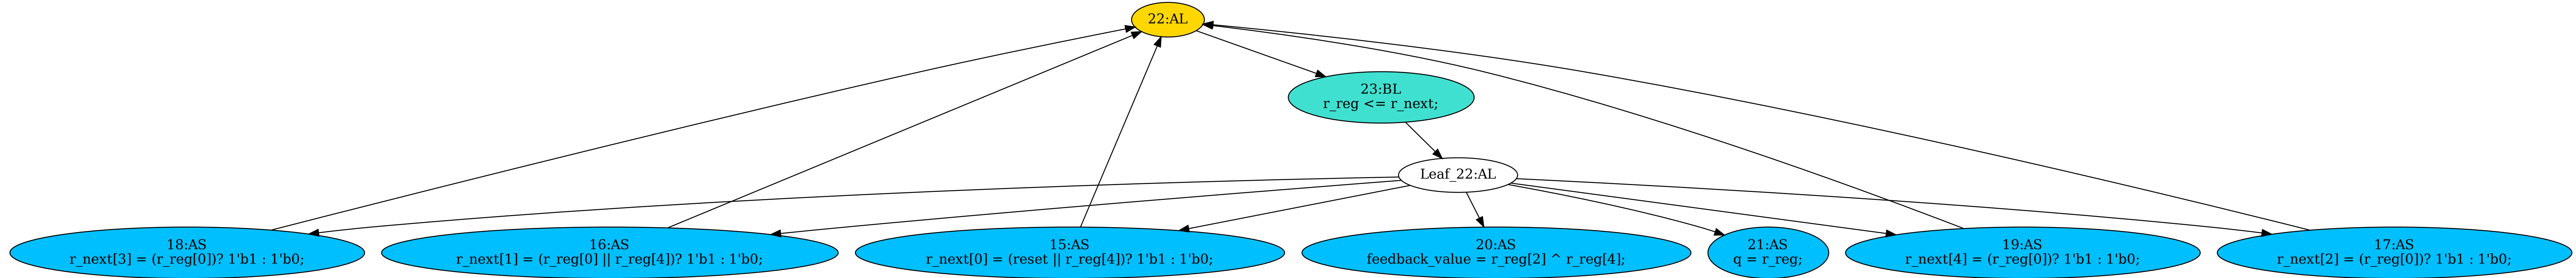 22:AL
23:BL
r_reg <= r_next;
Leaf_22:AL
18:AS
r_next[3] = (r_reg[0])? 1'b1 : 1'b0;
16:AS
r_next[1] = (r_reg[0] || r_reg[4])? 1'b1 : 1'b0;
15:AS
r_next[0] = (reset || r_reg[4])? 1'b1 : 1'b0;
20:AS
feedback_value = r_reg[2] ^ r_reg[4];
21:AS
q = r_reg;
19:AS
r_next[4] = (r_reg[0])? 1'b1 : 1'b0;
17:AS
r_next[2] = (r_reg[0])? 1'b1 : 1'b0;